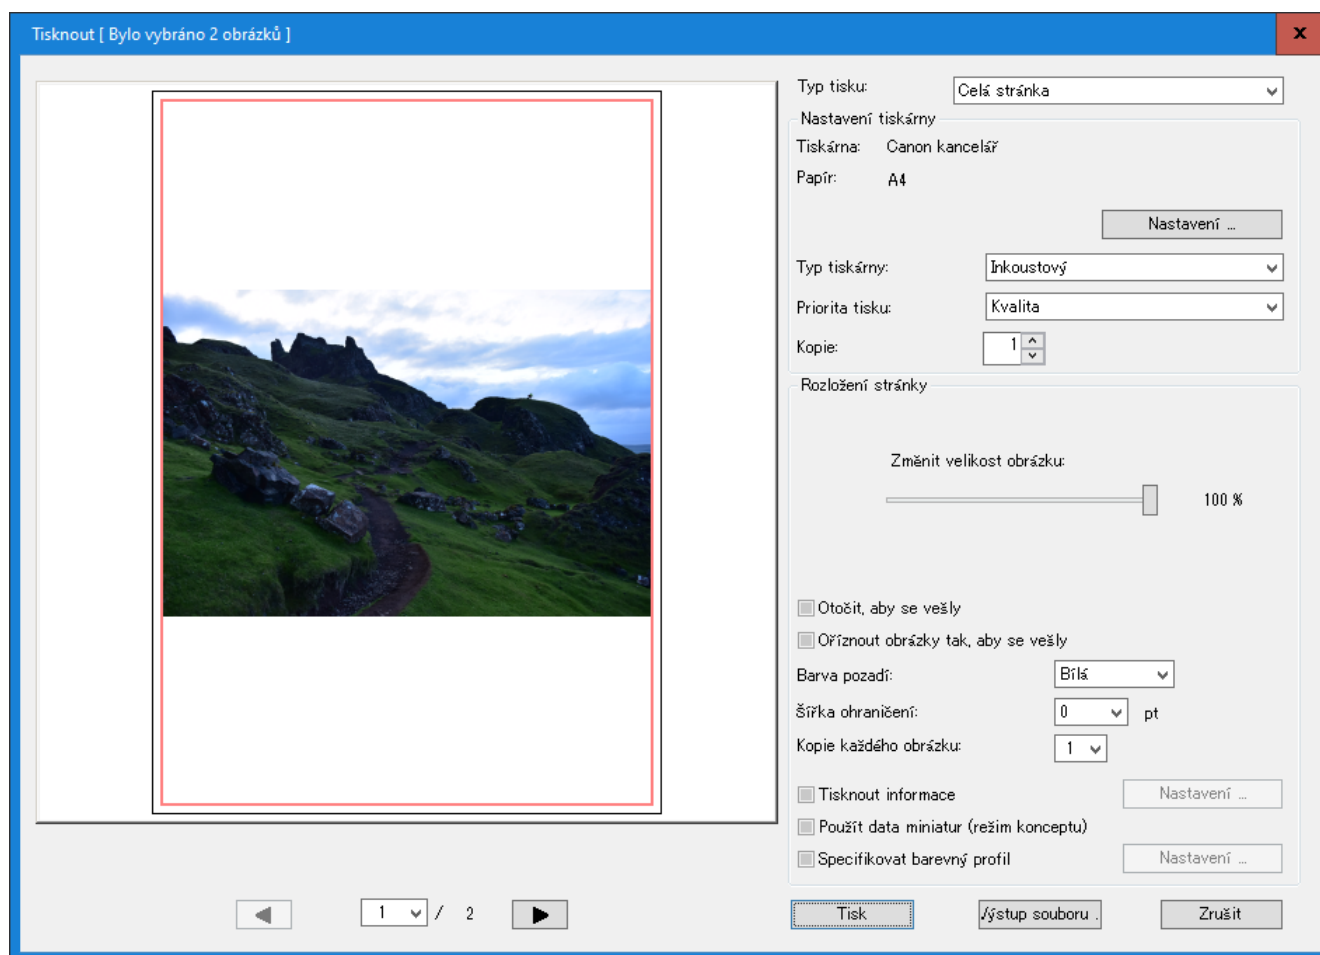 Tisknout [ Bylo vybráno 2 obrázků ]
x
Typ tisku: Celá stránka
Nastavení tiskárny
Tiskárna: Canon kancelář
Papír: A4
Nastavení ...
Typ tiskárny: Inkoustový
Priorita tisku: Kvalita
Kopie: 1
Rozložení stránky
Změnit velikost obrázku:
100 %
Otočit, aby se vešly
Oříznout obrázky tak, aby se vešly
Barva pozadí: Bílá
Šířka ohraničení: 0 pt
Kopie každého obrázku: 1
Tisknout informace Nastavení ...
Použít data miniatur (režim konceptu)
Specifikovat barevný profil Nastavení ...
1 / 2
Tisk ýstup souboru . Zrušit